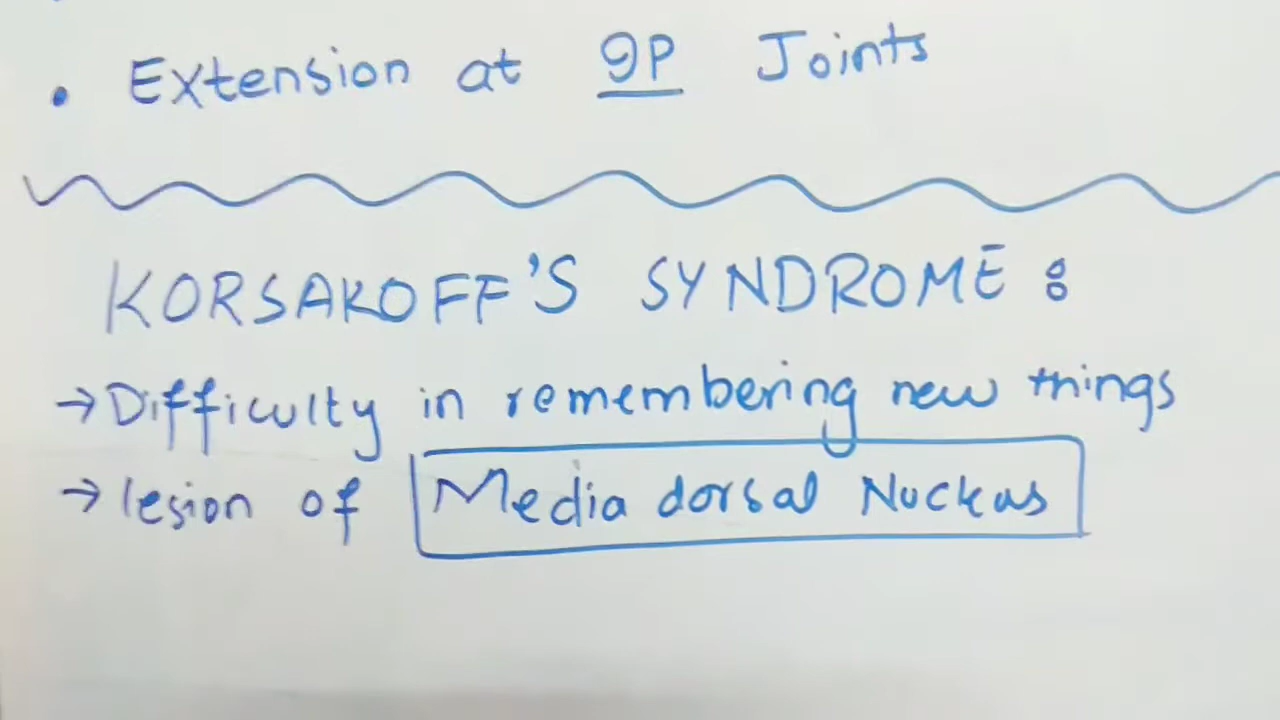 • Extension at IP Joints
KORSAKOFF'S SYNDROME :
→ Difficulty in remembering new things
→ lesion of Media dorsal Nucleus